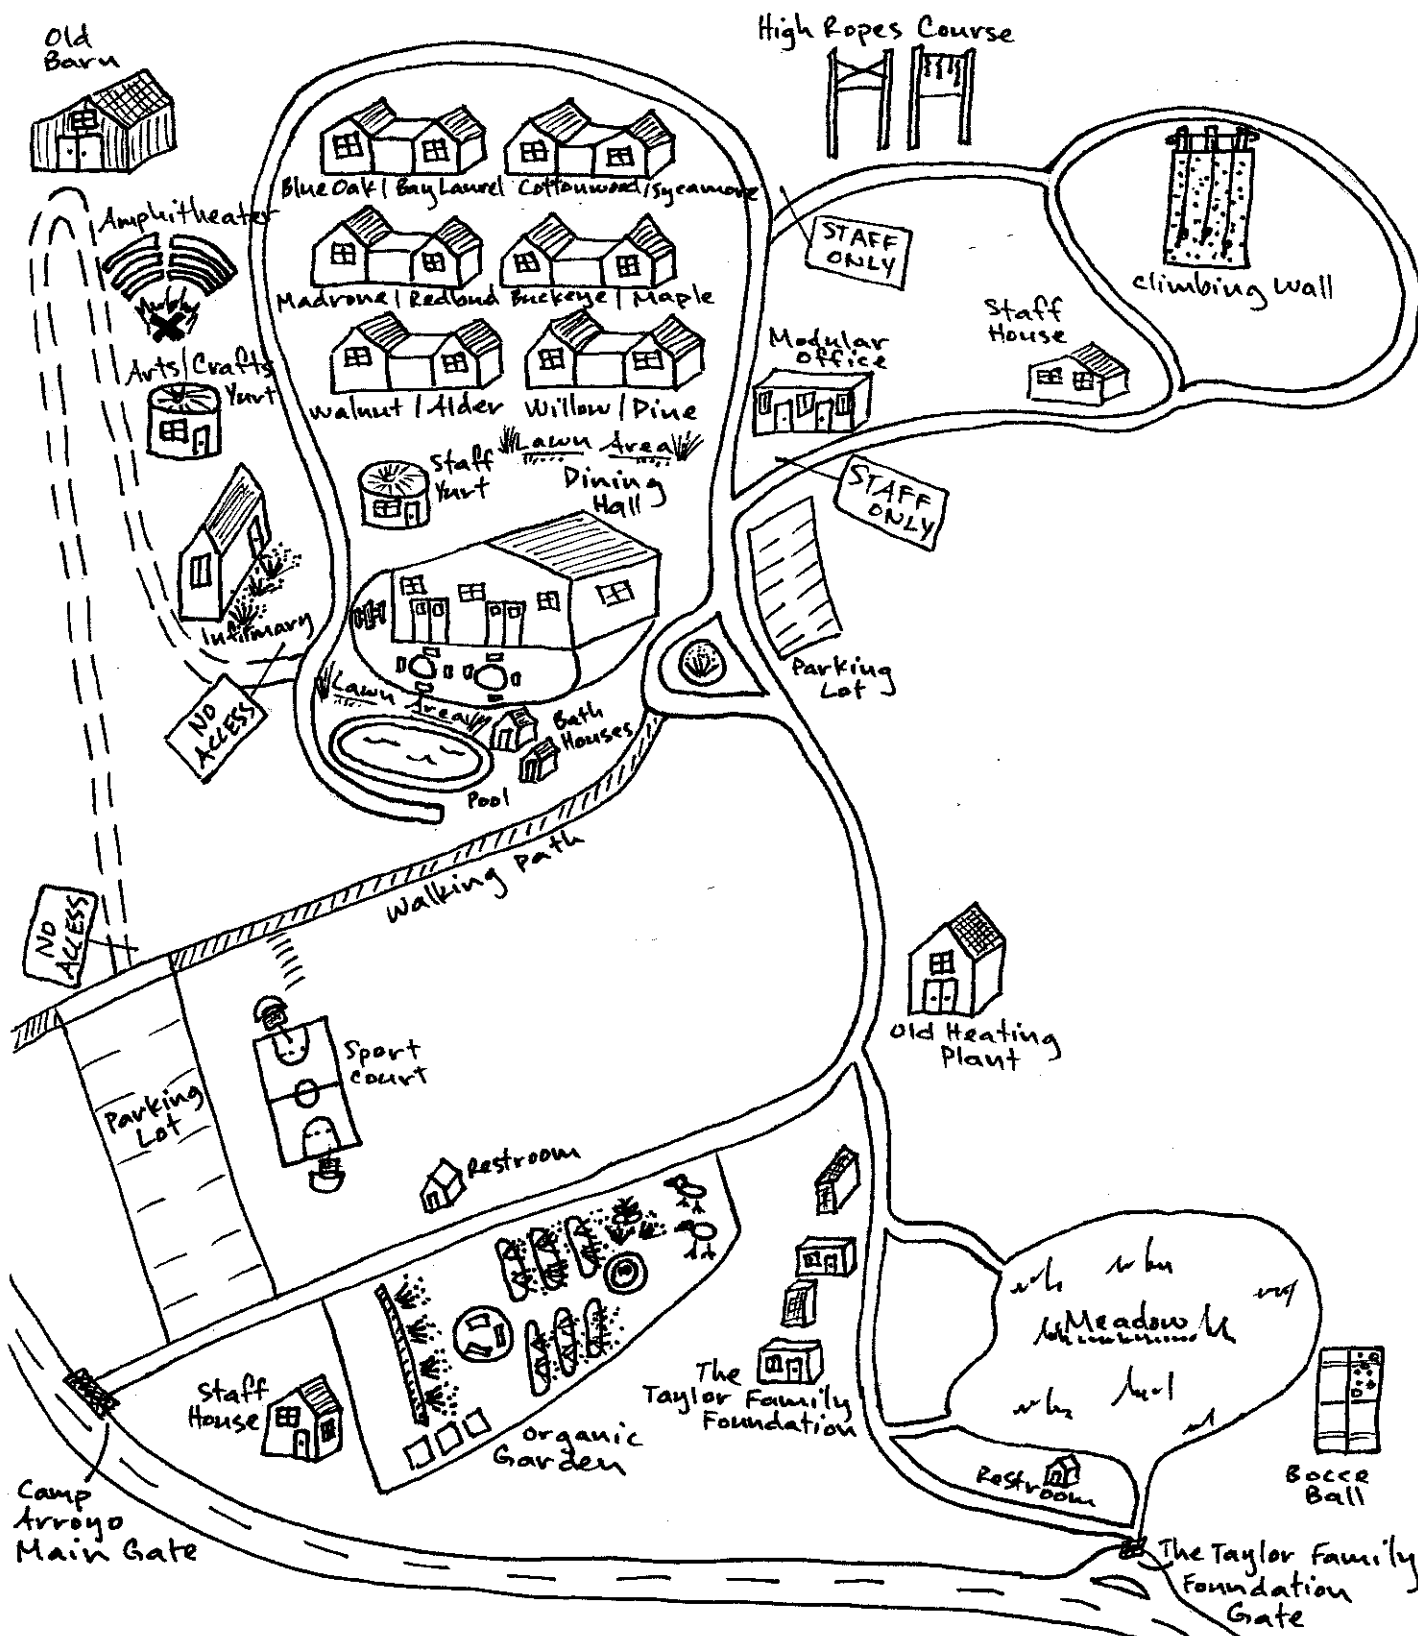 Old
Barn
High Ropes Course
Blue Oak / Bay Laurel
Cottonwood / Sycamore
Amphitheater
STAFF
ONLY
Climbing Wall
Madrone / Redbud
Buckeye / Maple
Staff
House
Modular
Office
Arts / Crafts
Yurt
Walnut / Alder
Willow / Pine
Lawn Area
Staff
Yurt
Dining
Hall
STAFF
ONLY
Infirmary
Parking
Lot
NO
ACCESS
Lawn Area
Bath
Houses
Pool
Walking Path
NO
ACCESS
Old Heating
Plant
Sport
Court
Parking
Lot
Restroom
Meadow
The
Taylor Family
Foundation
Staff
House
Organic
Garden
Restroom
Bocce
Ball
Camp
Arroyo
Main Gate
The Taylor Family
Foundation
Gate